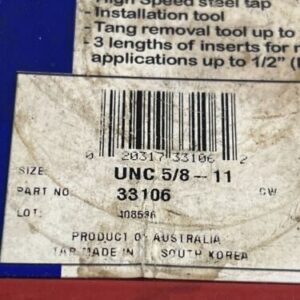 - High Speed steel tap
- Installation tool
- Tang removal tool up to
- 3 lengths of inserts for
applications up to 1/2"
0 20317 33106 2
SIZE: UNC 5/8 - 11
PART NO: 33106 CW
LOT:
PRODUCT OF AUSTRALIA
TAP MADE IN SOUTH KOREA